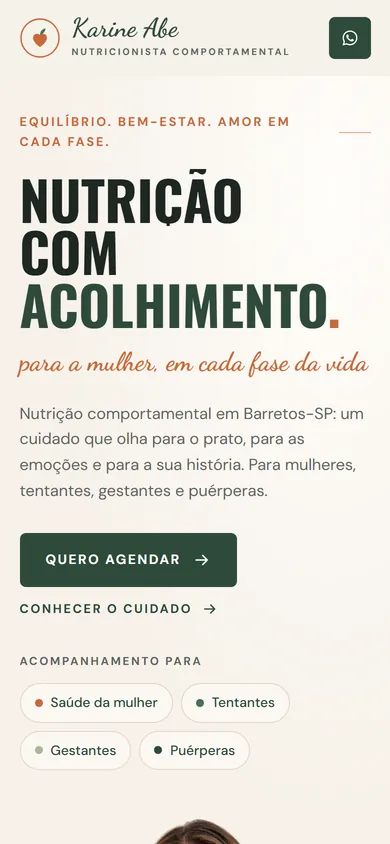 Karine Abe
NUTRICIONISTA COMPORTAMENTAL
EQUILÍBRIO. BEM-ESTAR. AMOR EM
CADA FASE.
NUTRIÇÃO
COM
ACOLHIMENTO.
para a mulher, em cada fase da vida
Nutrição comportamental em Barretos-SP: um
cuidado que olha para o prato, para as
emoções e para a sua história. Para mulheres,
tentantes, gestantes e puérperas.
QUERO AGENDAR →
CONHECER O CUIDADO →
ACOMPANHAMENTO PARA
Saúde da mulher
Tentantes
Gestantes
Puérperas